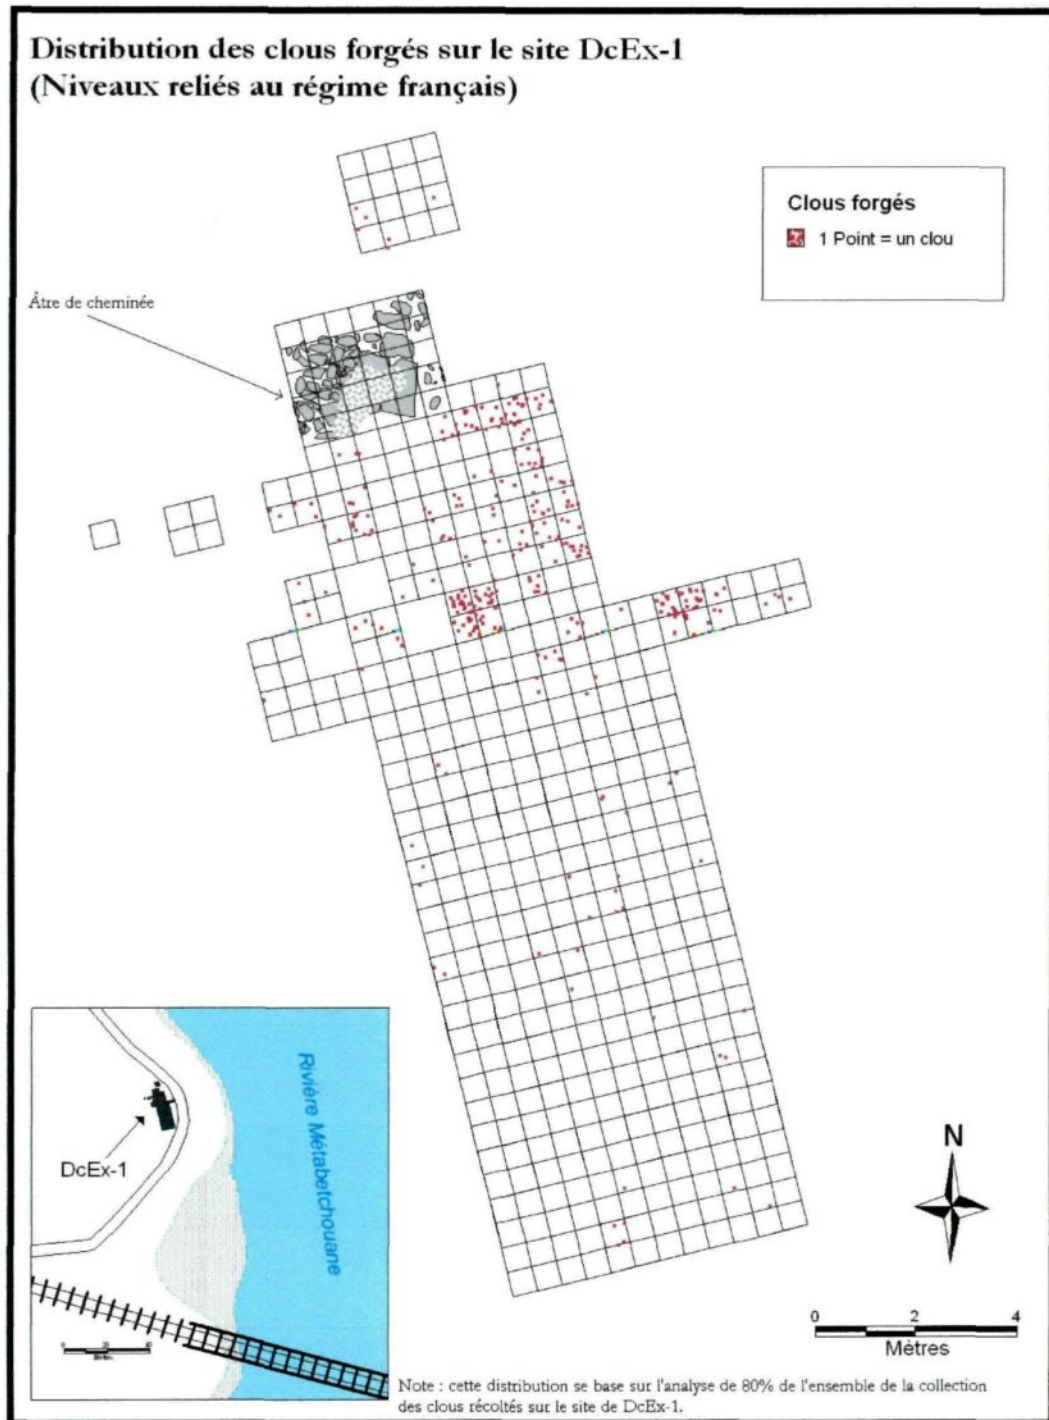 Distribution des clous forgés sur le site DcEx-1
(Niveaux reliés au régime français)
Clous forgés
1 Point = un clou
Âtre de cheminée
Rivière Métabetchouane
DcEx-1
N
0 2 4
Mètres
Note : cette distribution se base sur l'analyse de 80% de l'ensemble de la collection
des clous récoltés sur le site de DcEx-1.